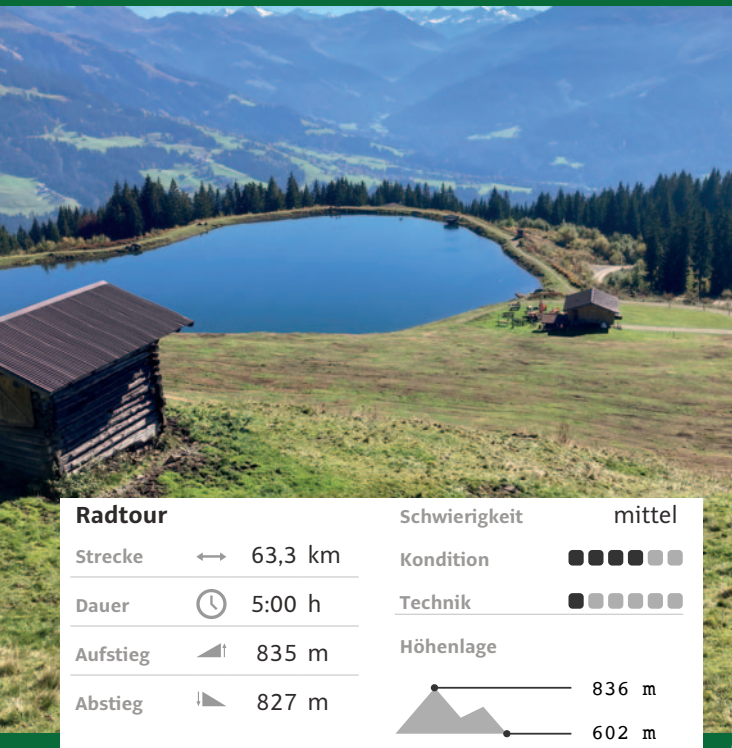 Radtour
Strecke 63,3 km
Dauer 5:00 h
Aufstieg 835 m
Abstieg 827 m
Schwierigkeit mittel
Kondition
Technik
Höhenlage
836 m
602 m